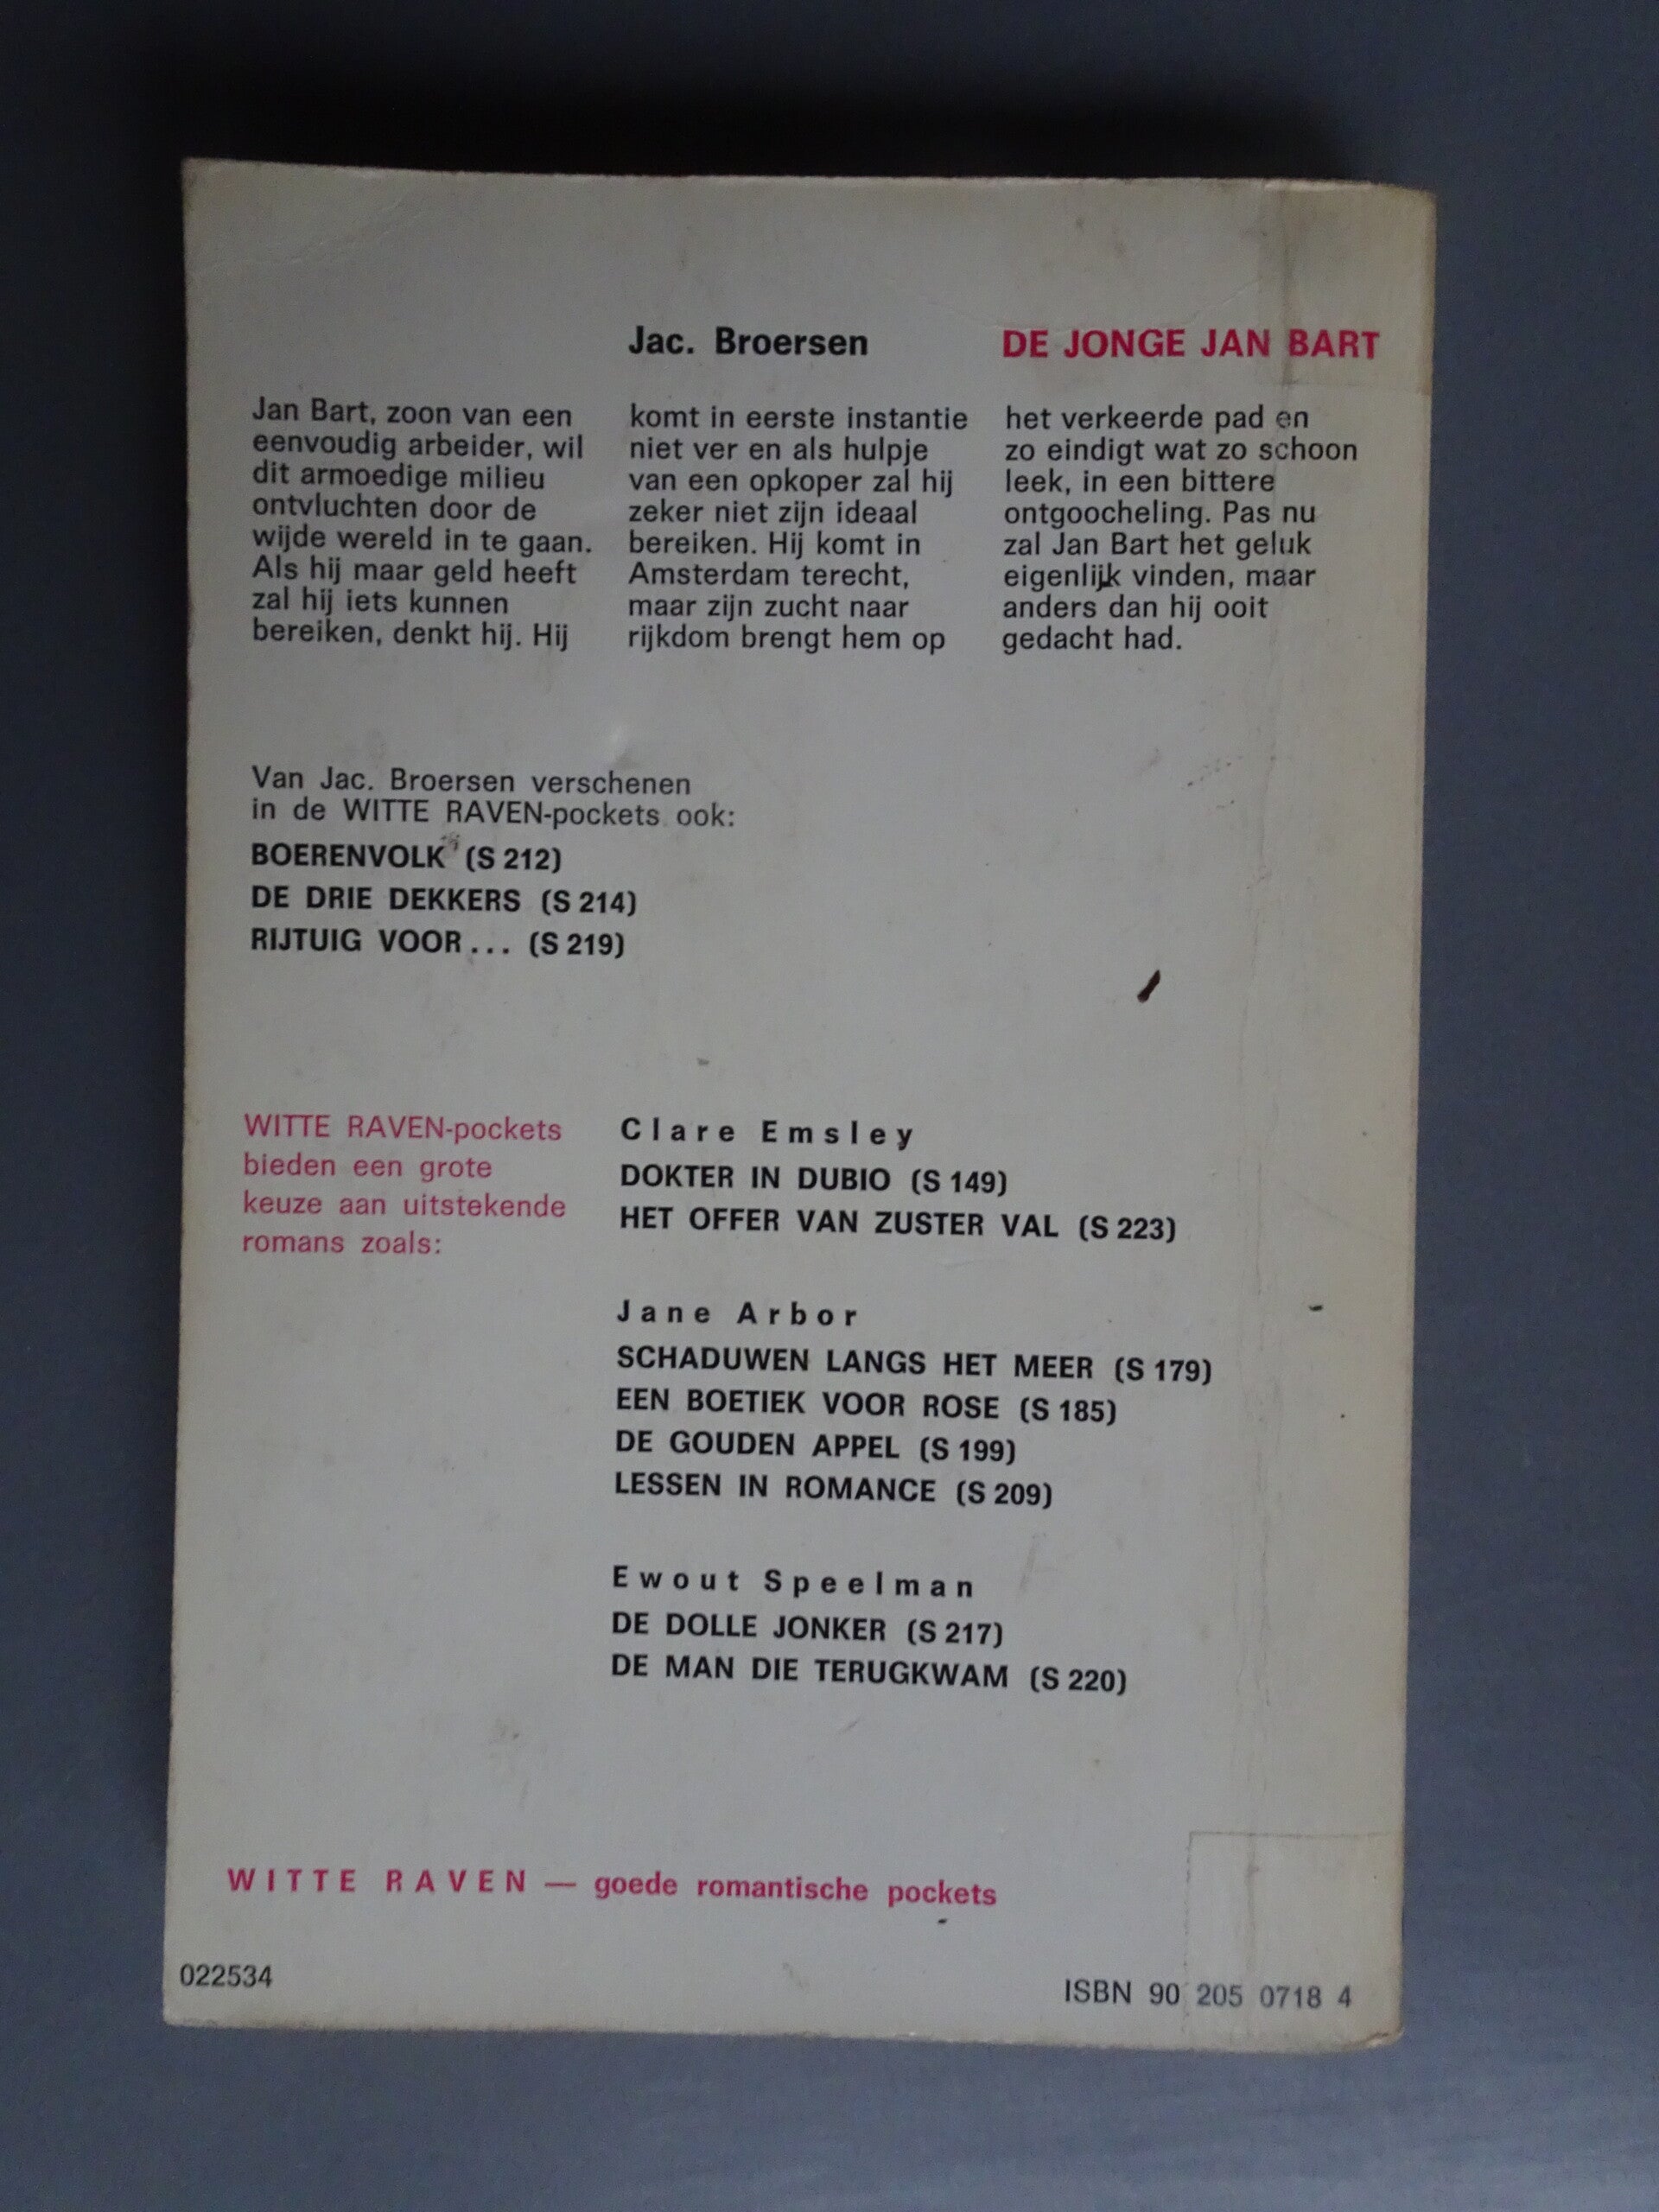 Jac. Broersen
DE JONGE JAN BART
Jan Bart, zoon van een
eenvoudig arbeider, wil
dit armoedige milieu
ontvluchten door de
wijde wereld in te gaan.
Als hij maar geld heeft
zal hij iets kunnen
bereiken, denkt hij. Hij
komt in eerste instantie
niet ver en als hulpje
van een opkoper zal hij
zeker niet zijn ideaal
bereiken. Hij komt in
Amsterdam terecht,
maar zijn zucht naar
rijkdom brengt hem op
het verkeerde pad en
zo eindigt wat zo schoon
leek, in een bittere
ontgoocheling. Pas nu
zal Jan Bart het geluk
eigenlijk vinden, maar
anders dan hij ooit
gedacht had.
Van Jac. Broersen verschenen
in de WITTE RAVEN-pockets ook:
BOERENVOLK (S 212)
DE DRIE DEKKERS (S 214)
RIJTUIG VOOR... (S 219)
WITTE RAVEN-pockets
bieden een grote
keuze aan uitstekende
romans zoals:
Clare Emsley
DOKTER IN DUBIO (S 149)
HET OFFER VAN ZUSTER VAL (S 223)
Jane Arbor
SCHADUWEN LANGS HET MEER (S 179)
EEN BOETIEK VOOR ROSE (S 185)
DE GOUDEN APPEL (S 199)
LESSEN IN ROMANCE (S 209)
Ewout Speelman
DE DOLLE JONKER (S 217)
DE MAN DIE TERUGKWAM (S 220)
WITTE RAVEN — goede romantische pockets
022534
ISBN 90 205 0718 4